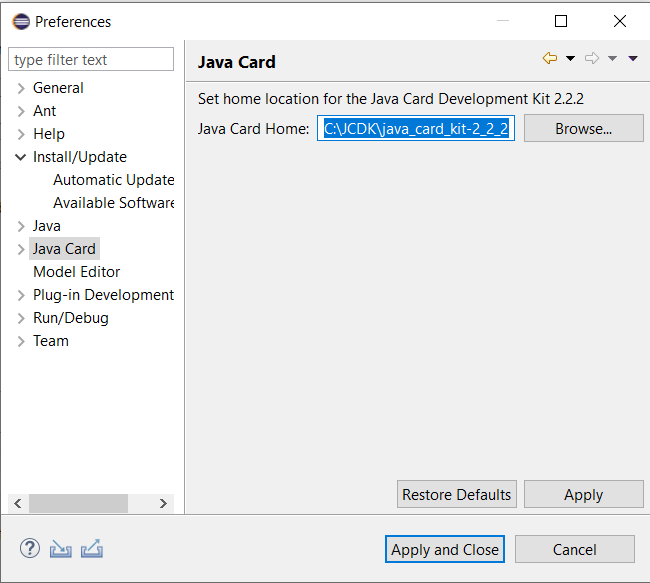 Preferences
type filter text
General
Ant
Help
Install/Update
Automatic Update
Available Software
Java
Java Card
Model Editor
Plug-in Development
Run/Debug
Team
Java Card
Set home location for the Java Card Development Kit 2.2.2
Java Card Home: C:\JCDK\java_card_kit-2_2_2 Browse...
Restore Defaults Apply
Apply and Close Cancel